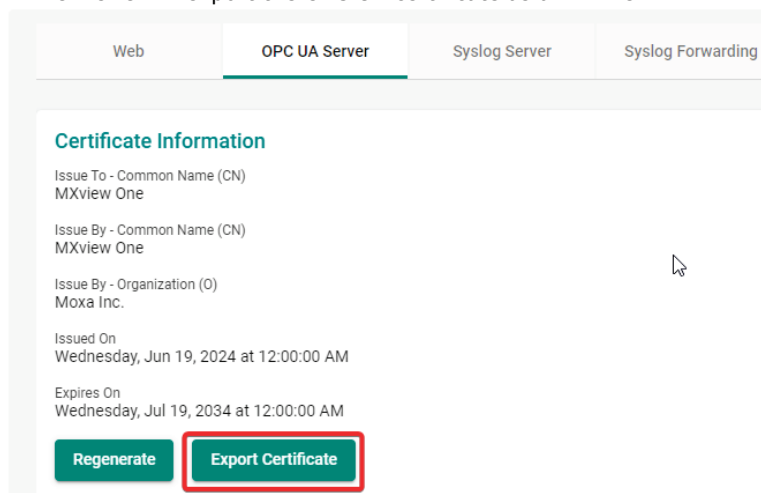 Web
OPC UA Server
Syslog Server
Syslog Forwarding
Certificate Information
Issue To - Common Name (CN)
MXview One
Issue By - Common Name (CN)
MXview One
Issue By - Organization (O)
Moxa Inc.
Issued On
Wednesday, Jun 19, 2024 at 12:00:00 AM
Expires On
Wednesday, Jul 19, 2034 at 12:00:00 AM
Regenerate
Export Certificate